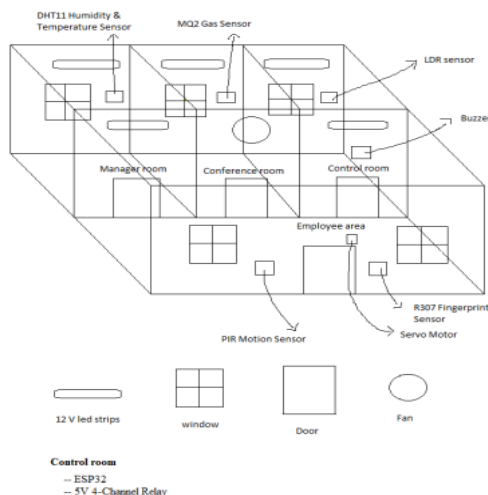 DHT11 Humidity &
Temperature Sensor
MQ2 Gas Sensor
LDR sensor
Buzzer
Manager room
Conference room
Control room
Employee area
R307 Fingerprint
Sensor
Servo Motor
PIR Motion Sensor
12 V led strips
window
Door
Fan
Control room
-- ESP32
-- 5V 4-Channel Relay